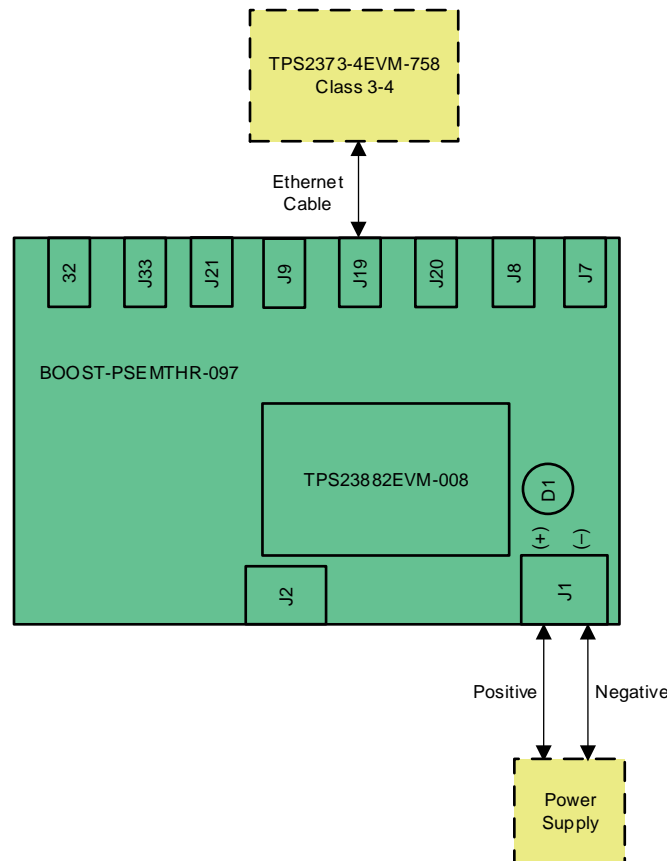 TPS2373-4EVM-758
Class 3-4
Ethernet
Cable
32
J33
J21
J9
J19
J20
J8
J7
BOOST-PSEMTHR-097
TPS23882EVM-008
D1
(+)
(–)
J2
J1
Positive
Negative
Power
Supply